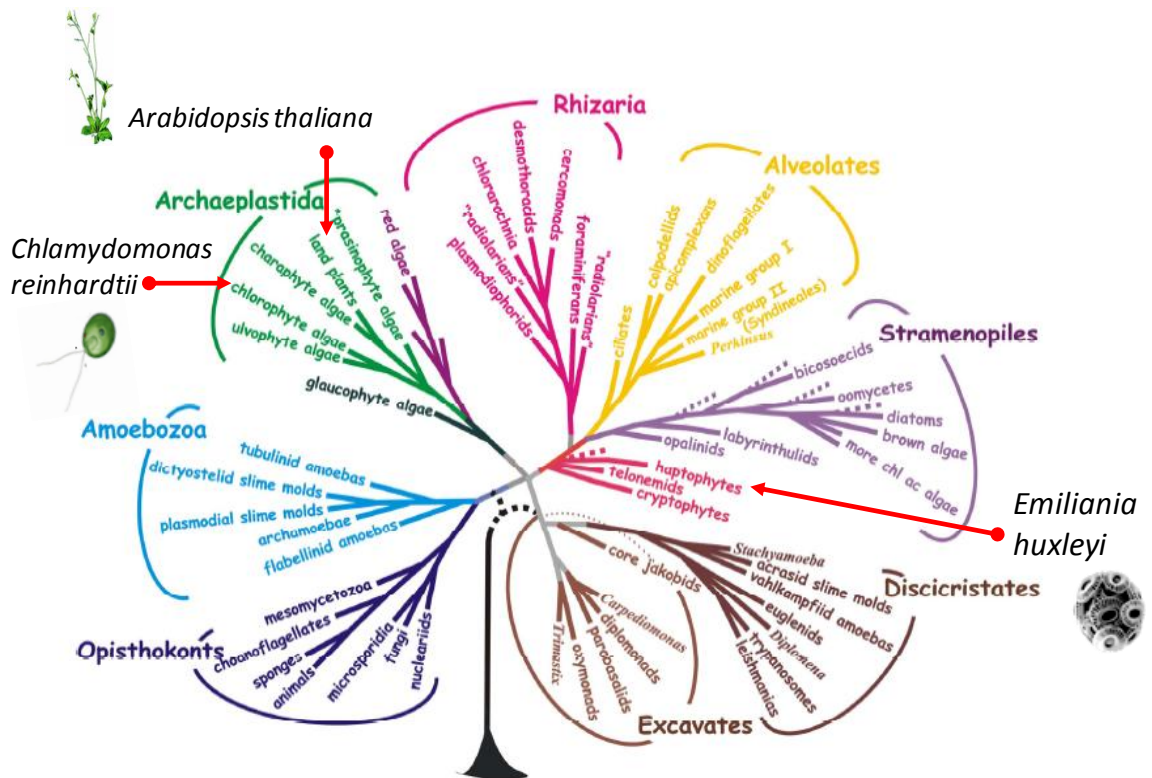 Arabidopsis thaliana
Chlamydomonas
reinhardtii
Emiliania
huxleyi
Archaeplastida
red algae
"prasinophyte algae
land plants
charaphyte algae
chlorophyte algae
ulvophyte algae
glaucophyte algae
Rhizaria
cercomonads
desmothoracids
chlorarachnia
"radiolarians"
plasmodiophorids
foraminiferans
"radiolarians"
Alveolates
ciliates
colpodellids
apicomplexans
dinoflagellates
marine group I
marine group II
(Syndineales)
Perkinsus
Stramenopiles
bicosoecids
oomycetes
diatoms
brown algae
more chl ac algae
labyrinthulids
opalinids
haptophytes
telonemids
cryptophytes
Discicristates
Stachyamoeba
acrasid slime molds
vahlkampfiid amoebas
euglenids
Diplonema
trypanosomes
leishmanias
core jakobids
Excavates
Carpediomonas
diplomonads
parabasalids
oxymonads
Trimastix
Amoebozoa
tubulinid amoebas
dictyostelid slime molds
plasmodial slime molds
archamoebae
flabellinid amoebas
Opisthokonts
mesomycetozoa
choanoflagellates
sponges
animals
microsporidia
fungi
nucleariids